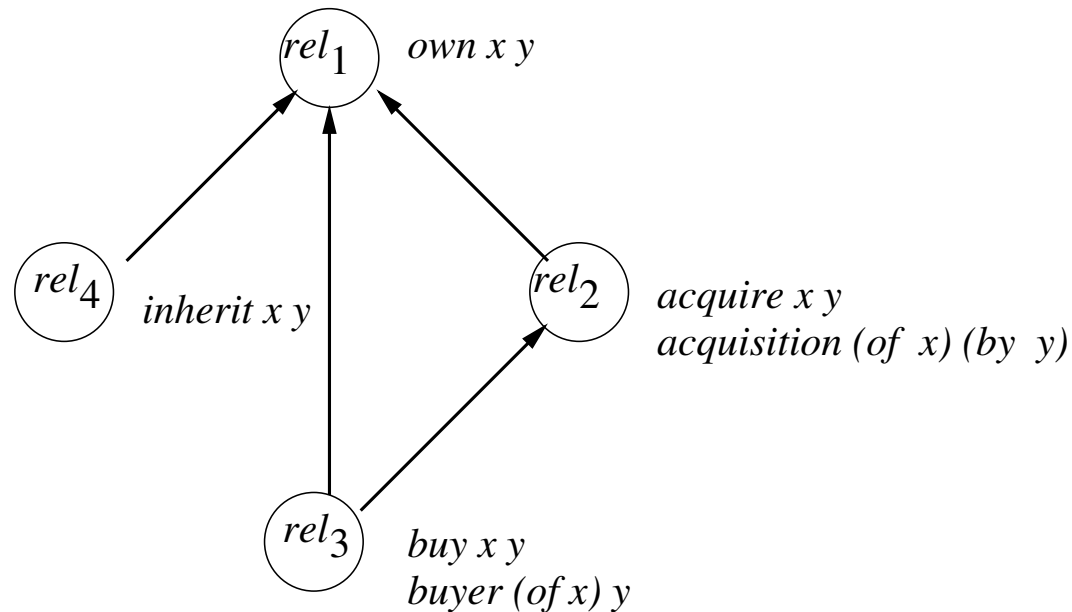 rel1 own x y
rel4 inherit x y
rel2 acquire x y
acquisition (of x) (by y)
rel3 buy x y
buyer (of x) y